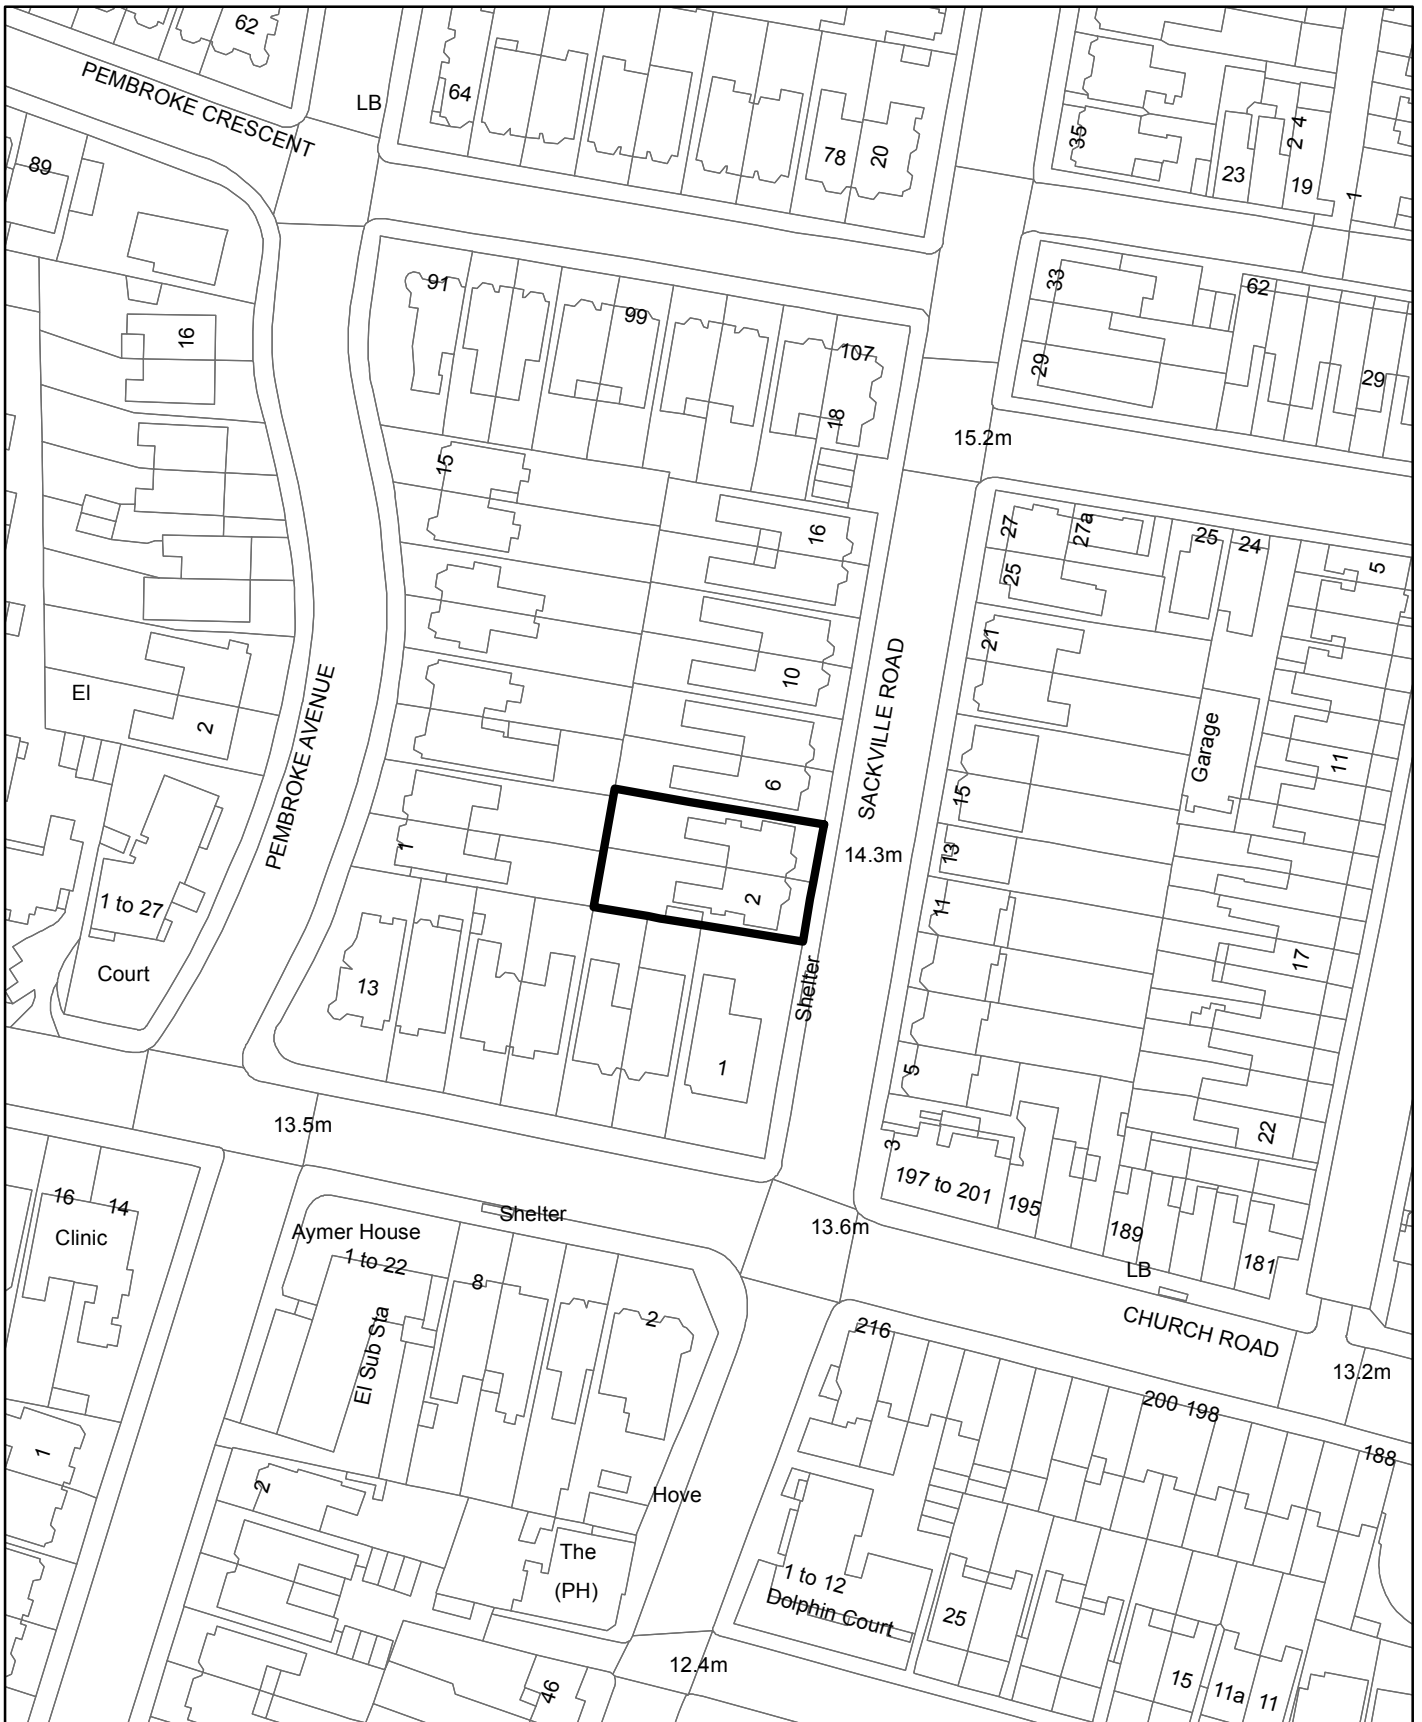 62
PEMBROKE CRESCENT
LB
64
78
20
35
23
2 4
19
1
89
91
99
107
18
33
29
62
29
16
15.2m
15
16
27
27a
25
25
24
5
21
10
SACKVILLE ROAD
El
2
PEMBROKE AVENUE
6
15
Garage
11
14.3m
13
1
2
11
1 to 27
Court
13
Shelter
17
1
5
13.5m
22
3
197 to 201
195
189
181
16
14
Clinic
Aymer House
1 to 22
Shelter
13.6m
LB
CHURCH ROAD
8
2
El Sub Sta
216
13.2m
200 198
188
1
2
Hove
The
(PH)
1 to 12
Dolphin Court
25
12.4m
46
15
11a
11